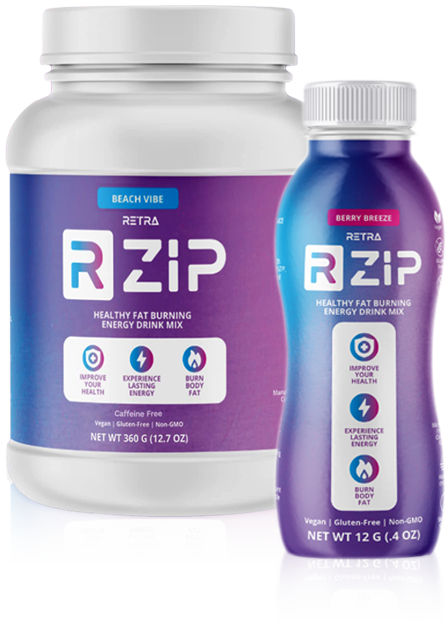 BEACH VIBE
RETRA
R ZiP
HEALTHY FAT BURNING
ENERGY DRINK MIX
IMPROVE
YOUR
HEALTH
EXPERIENCE
LASTING
ENERGY
BURN
BODY
FAT
Caffeine Free
Vegan | Gluten-Free | Non-GMO
NET WT 360 G (12.7 OZ)
BERRY BREEZE
RETRA
R ZiP
HEALTHY FAT BURNING
ENERGY DRINK MIX
IMPROVE
YOUR
HEALTH
EXPERIENCE
LASTING
ENERGY
BURN
BODY
FAT
Vegan | Gluten-Free | Non-GMO
NET WT 12 G (.4 OZ)